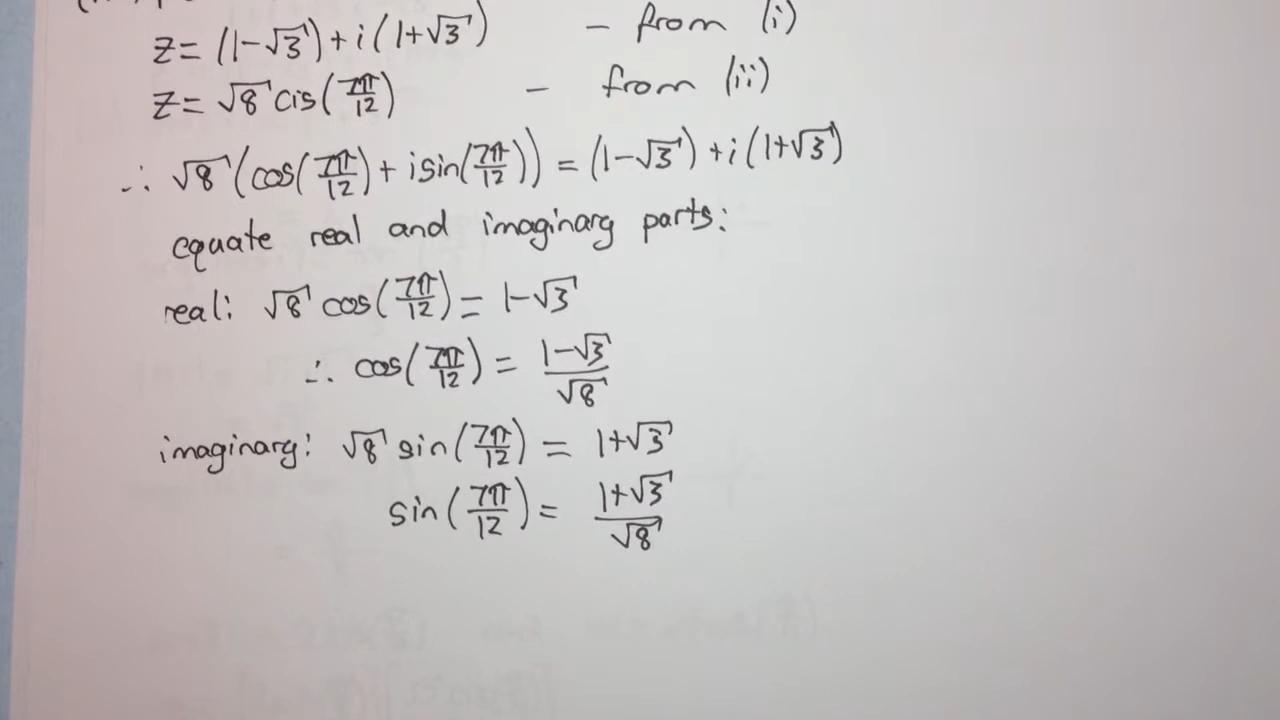 z = (1-√3) + i(1+√3) - from (i)
z = √8 cis(7π/12) - from (ii)
∴ √8(cos(7π/12) + isin(7π/12)) = (1-√3) + i(1+√3)
equate real and imaginary parts:
real: √8 cos(7π/12) = 1-√3
∴ cos(7π/12) = (1-√3)/√8
imaginary: √8 sin(7π/12) = 1+√3
sin(7π/12) = (1+√3)/√8